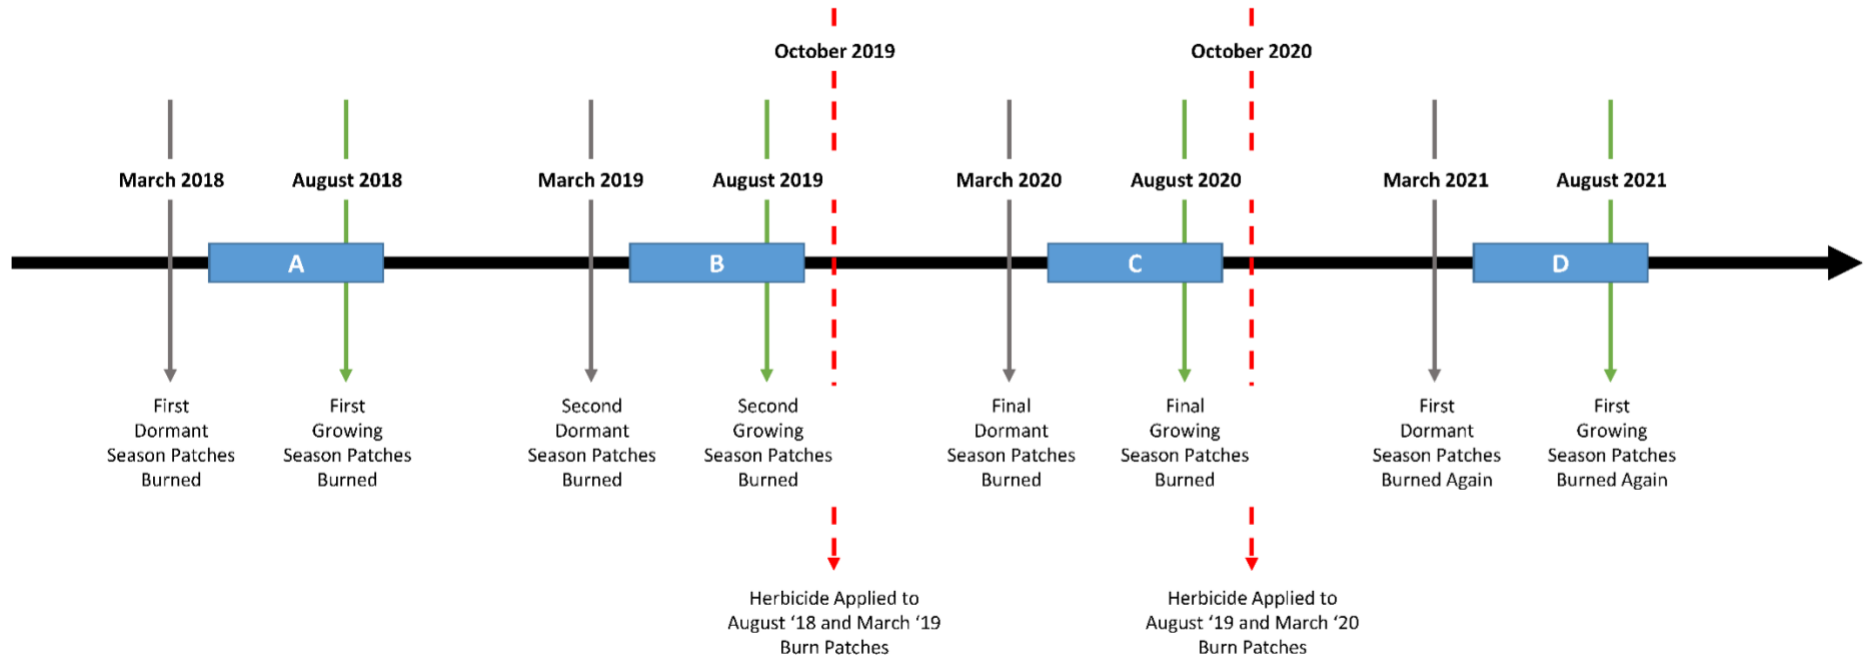 October 2019
October 2020
March 2018
August 2018
March 2019
August 2019
March 2020
August 2020
March 2021
August 2021
A
B
C
D
First
Dormant
Season Patches
Burned
First
Growing
Season Patches
Burned
Second
Dormant
Season Patches
Burned
Second
Growing
Season Patches
Burned
Final
Dormant
Season Patches
Burned
Final
Growing
Season Patches
Burned
First
Dormant
Season Patches
Burned Again
First
Growing
Season Patches
Burned Again
Herbicide Applied to
August ‘18 and March ‘19
Burn Patches
Herbicide Applied to
August ‘19 and March ‘20
Burn Patches